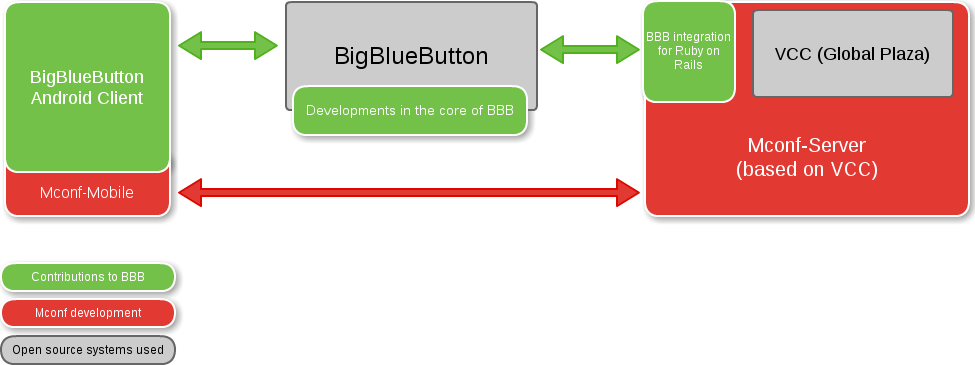 BigBlueButton
Android Client
Mconf-Mobile
BigBlueButton
Developments in the core of BBB
BBB integration
for Ruby on
Rails
VCC (Global Plaza)
Mconf-Server
(based on VCC)
Contributions to BBB
Mconf development
Open source systems used